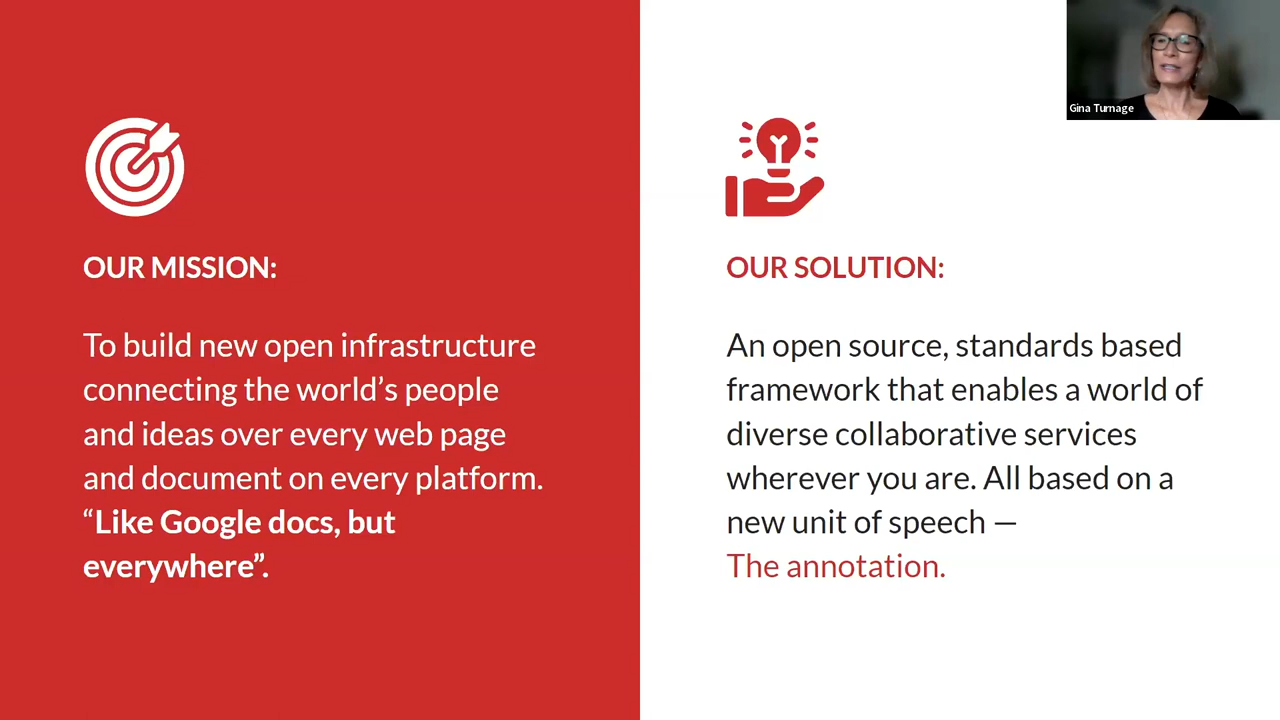 Gina Turnage
OUR MISSION:
To build new open infrastructure
connecting the world’s people
and ideas over every web page
and document on every platform.
“Like Google docs, but
everywhere”.
OUR SOLUTION:
An open source, standards based
framework that enables a world of
diverse collaborative services
wherever you are. All based on a
new unit of speech —
The annotation.